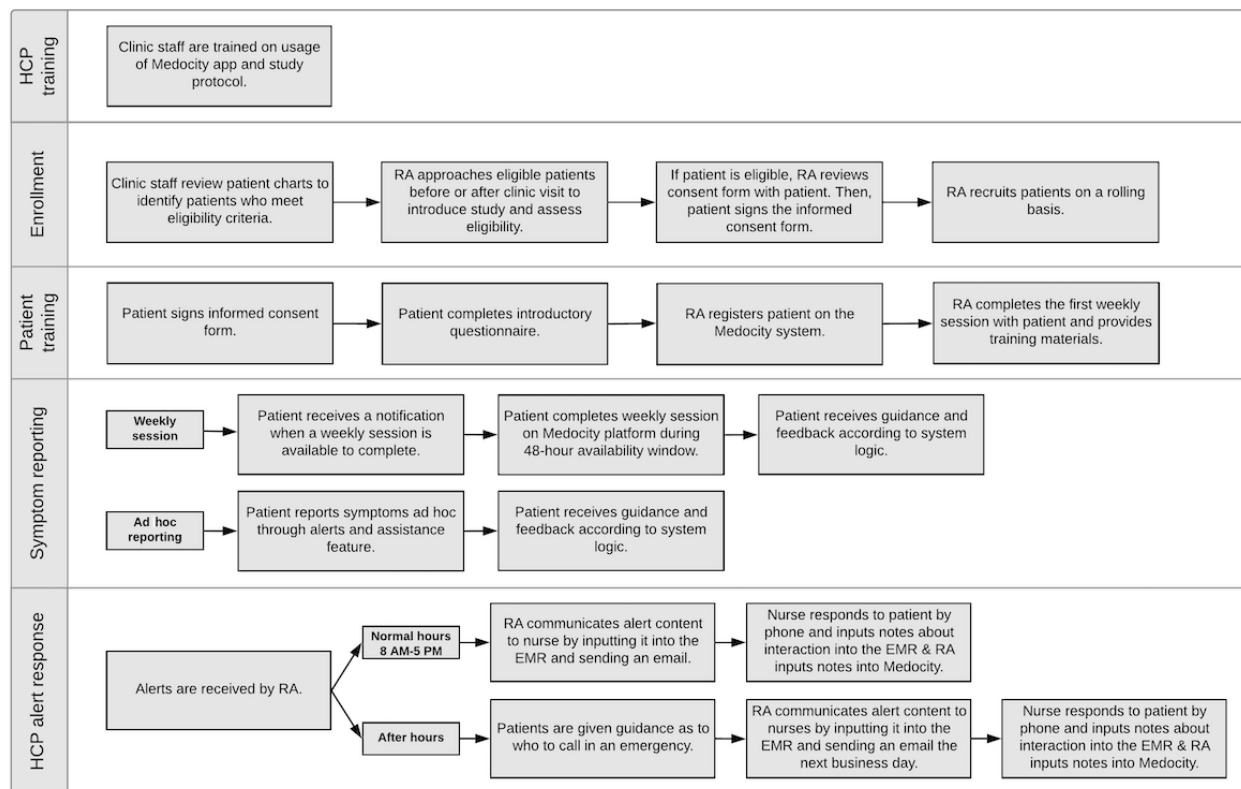 HCP
training
Clinic staff are trained on usage
of Medocity app and study
protocol.
Enrollment
Clinic staff review patient charts to
identify patients who meet
eligibility criteria.
RA approaches eligible patients
before or after clinic visit to
introduce study and assess
eligibility.
If patient is eligible, RA reviews
consent form with patient. Then,
patient signs the informed
consent form.
RA recruits patients on a rolling
basis.
Patient
training
Patient signs informed consent
form.
Patient completes introductory
questionnaire.
RA registers patient on the
Medocity system.
RA completes the first weekly
session with patient and provides
training materials.
Symptom reporting
Weekly
session
Patient receives a notification
when a weekly session is
available to complete.
Patient completes weekly session
on Medocity platform during
48-hour availability window.
Patient receives guidance and
feedback according to system
logic.
Ad hoc
reporting
Patient reports symptoms ad hoc
through alerts and assistance
feature.
Patient receives guidance and
feedback according to system
logic.
HCP alert response
Alerts are received by RA.
Normal hours
8 AM-5 PM
RA communicates alert content
to nurse by inputting it into the
EMR and sending an email.
Nurse responds to patient by
phone and inputs notes about
interaction into the EMR & RA
inputs notes into Medocity.
After hours
Patients are given guidance as to
who to call in an emergency.
RA communicates alert content to
nurses by inputting it into the
EMR and sending an email the
next business day.
Nurse responds to patient by
phone and inputs notes about
interaction into the EMR & RA
inputs notes into Medocity.